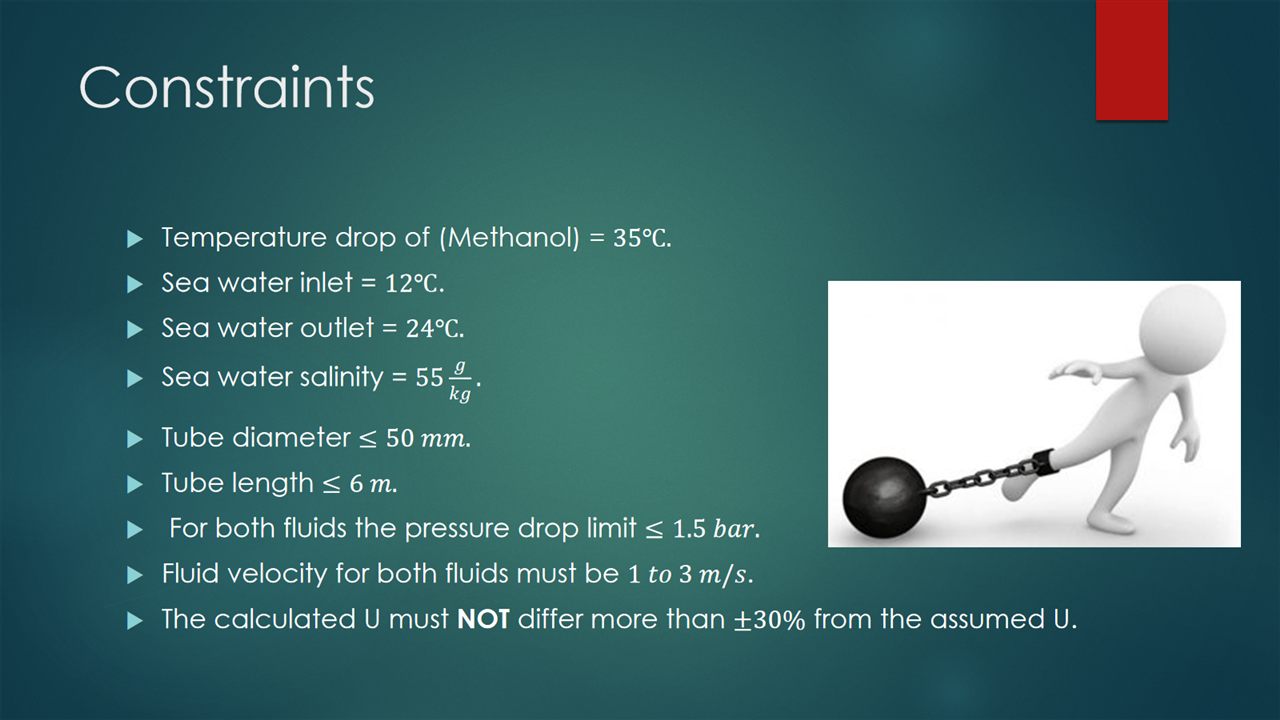 Constraints
Temperature drop of (Methanol) = 35℃.
Sea water inlet = 12℃.
Sea water outlet = 24℃.
Sea water salinity = 55 g/kg.
Tube diameter ≤ 50 mm.
Tube length ≤ 6 m.
For both fluids the pressure drop limit ≤ 1.5 bar.
Fluid velocity for both fluids must be 1 to 3 m/s.
The calculated U must NOT differ more than ±30% from the assumed U.